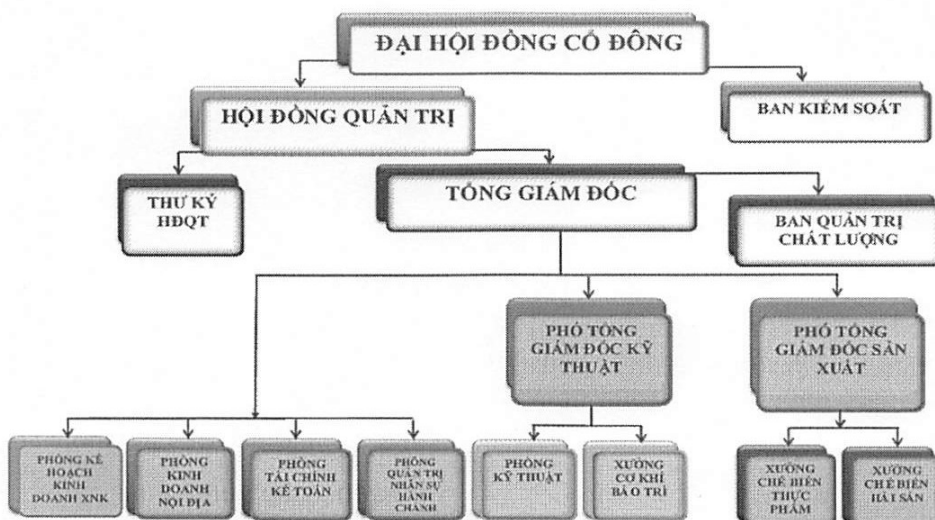 ĐẠI HỘI ĐỒNG CỔ ĐÔNG
HỘI ĐỒNG QUẢN TRỊ
BAN KIỂM SOÁT
THƯ KÝ
HĐQT
TỔNG GIÁM ĐỐC
BAN QUẢN TRỊ
CHẤT LƯỢNG
PHÓ TỔNG
GIÁM ĐỐC KỸ
THUẬT
PHÓ TỔNG
GIÁM ĐỐC SẢN
XUẤT
PHÒNG KẾ
HOẠCH
KINH
DOANH XNK
PHÒNG
KINH
DOANH
NỘI ĐỊA
PHÒNG
TÀI CHÍNH
KẾ TOÁN
PHÒNG
QUẢN TRỊ
NHÂN SỰ
HÀNH
CHÁNH
PHÒNG
KỸ THUẬT
XƯỞNG
CƠ KHÍ
BẢO TRÌ
XƯỞNG
CHẾ BIẾN
THỰC
PHẨM
XƯỞNG
CHẾ BIẾN
HẢI SẢN